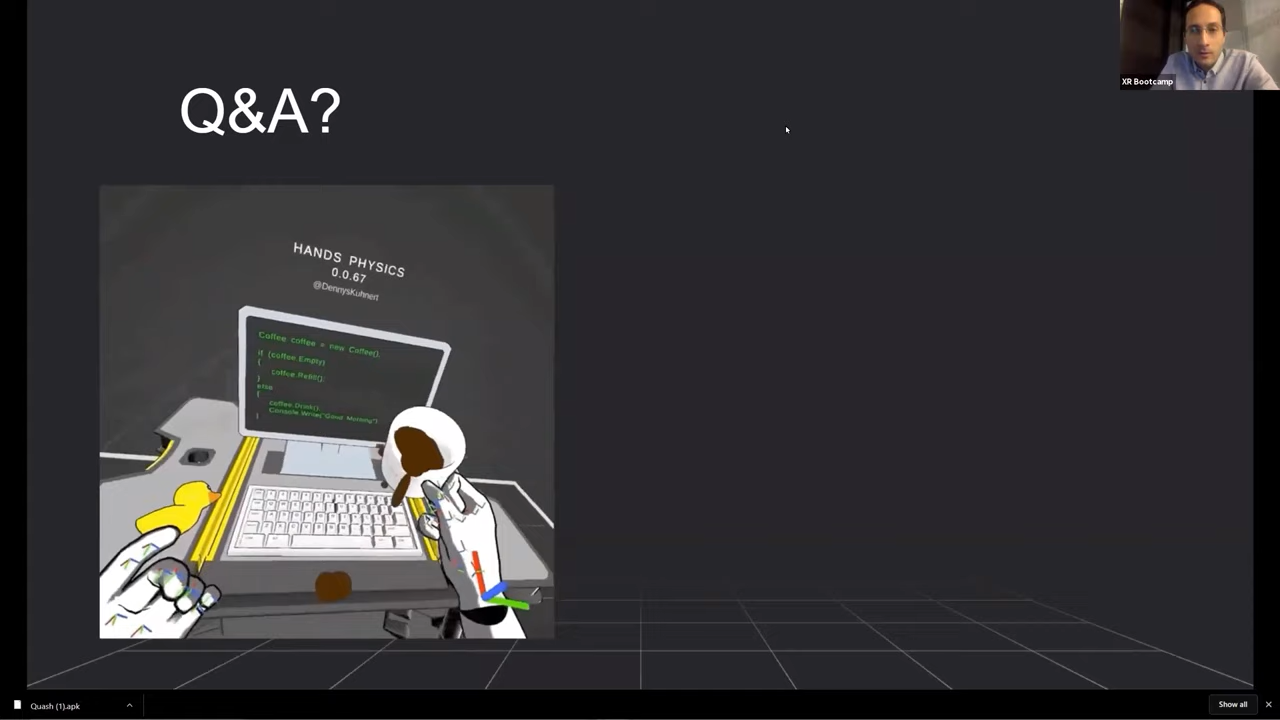 XR Bootcamp
Q&A?
HANDS PHYSICS
0.0.67
@DennysKuhnert
Coffee coffee = new Coffee();
if (coffee.Empty)
{
coffee.Refill();
}
else
{
coffee.Drink();
Console.Write("Good Morning")
}
Quash (1).apk
Show all